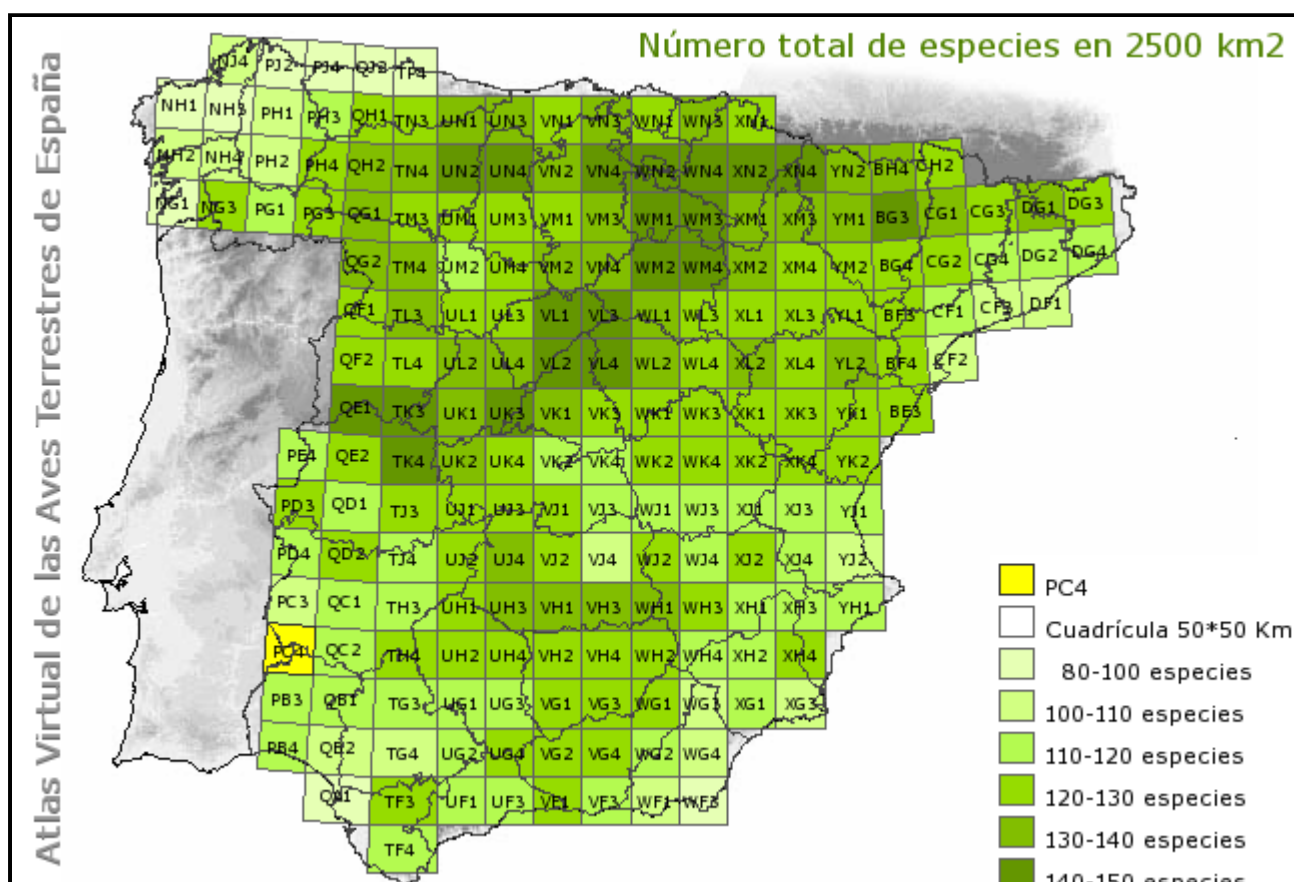 Número total de especies en 2500 km2
Atlas Virtual de las Aves Terrestres de España
NJ4 PJ2 PJ4 QJ2 TP4
NH1 NH3 PH1 PH3 QH1 TN3 UN1 UN3 VN1 VN3 WN1 WN3 XN1
NH2 NH4 PH2 PH4 QH2 TN4 UN2 UN4 VN2 VN4 WN2 WN4 XN2 XN4 YN2 BH4 CH2
NG1 NG3 PG1 PG3 QG1 TM3 UM1 UM3 VM1 VM3 WM1 WM3 XM1 XM3 YM1 BG3 CG1 CG3 DG1 DG3
QG2 TM4 UM2 UM4 VM2 VN4 WM2 WM4 XM2 XM4 YM2 BG4 CG2 CG4 DG2 DG4
QF1 TL3 UL1 UL3 VL1 VL3 WL1 WL3 XL1 XL3 YL1 BF3 CF1 CF3 DF1
QF2 TL4 UL2 UL4 VL2 VL4 WL2 WL4 XL2 XL4 YL2 BF4 CF2
QE1 TK3 UK1 UK3 VK1 VK3 WK1 WK3 XK1 XK3 YK1 BE3
PE4 QE2 TK4 UK2 UK4 VK2 VK4 WK2 WK4 XK2 XK4 YK2
PD3 QD1 TJ3 UJ1 UJ3 VJ1 VJ3 WJ1 WJ3 XJ1 XJ3 YJ1
PD4 QD2 TJ4 UJ2 UJ4 VJ2 VJ4 WJ2 WJ4 XJ2 XJ4 YJ2
PC3 QC1 TH3 UH1 UH3 VH1 VH3 WH1 WH3 XH1 XH3 YH1
PC4 QC2 TH4 UH2 UH4 VH2 VH4 WH2 WH4 XH2 XH4
PB3 QB1 TG3 UG1 UG3 VG1 VG3 WG1 WG3 XG1 XG3
PB4 QB2 TG4 UG2 UG4 VG2 VG4 WG2 WG4
QA1 TF3 UF1 UF3 VF1 VF3 WF1 WF3
TF4
PC4
Cuadrícula 50*50 Km
80-100 especies
100-110 especies
110-120 especies
120-130 especies
130-140 especies
140-150 especies